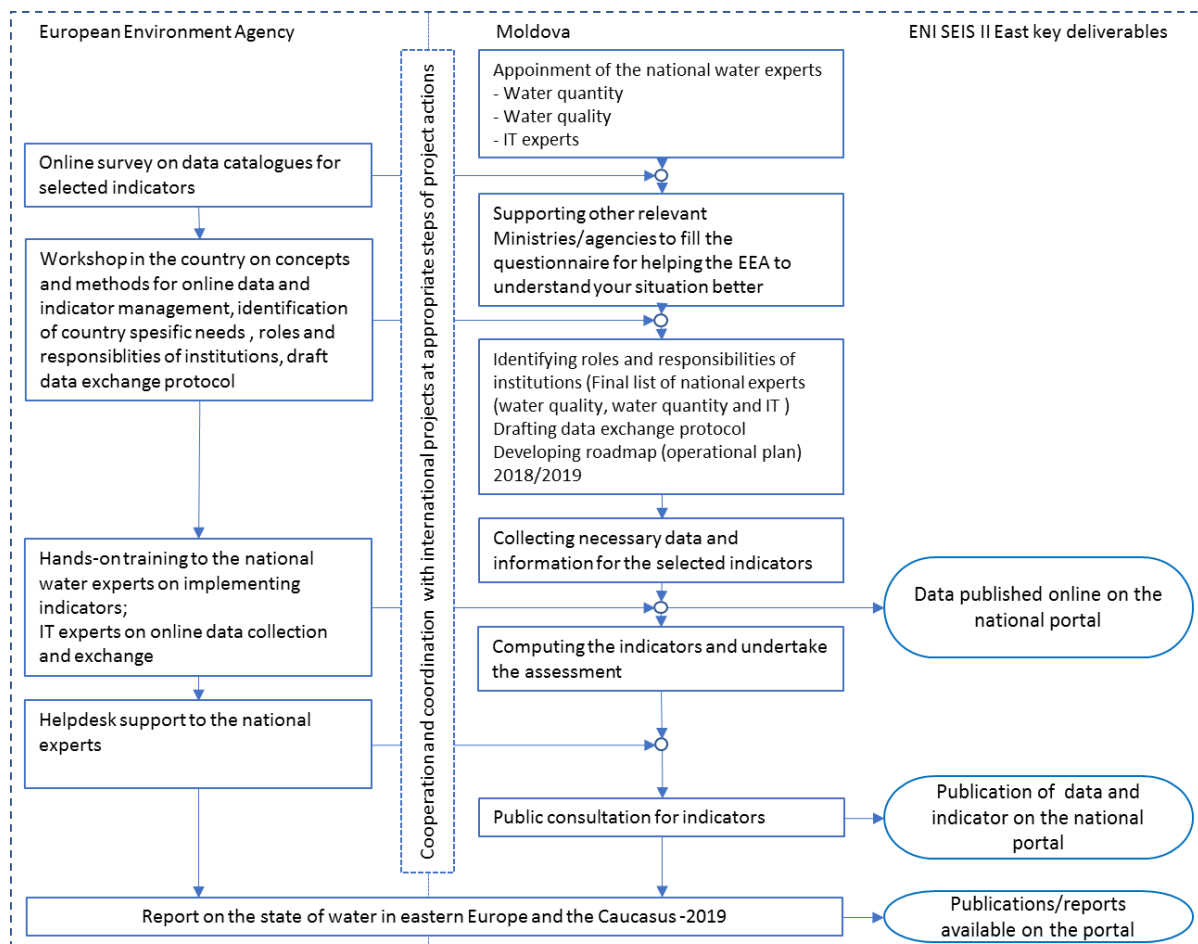 European Environment Agency
Moldova
ENI SEIS II East key deliverables
Online survey on data catalogues for
selected indicators
Workshop in the country on concepts
and methods for online data and
indicator management, identification
of country spesific needs , roles and
responsiblities of institutions, draft
data exchange protocol
Hands-on training to the national
water experts on implementing
indicators;
IT experts on online data collection
and exchange
Helpdesk support to the national
experts
Cooperation and coordination with international projects at appropriate steps of project actions
Appoinment of the national water experts
- Water quantity
- Water quality
- IT experts
Supporting other relevant
Ministries/agencies to fill the
questionnaire for helping the EEA to
understand your situation better
Identifying roles and responsibilities of
institutions (Final list of national experts
(water quality, water quantity and IT )
Drafting data exchange protocol
Developing roadmap (operational plan)
2018/2019
Collecting necessary data and
information for the selected indicators
Computing the indicators and undertake
the assessment
Public consultation for indicators
Data published online on the
national portal
Publication of data and
indicator on the national
portal
Report on the state of water in eastern Europe and the Caucasus -2019
Publications/reports
available on the portal